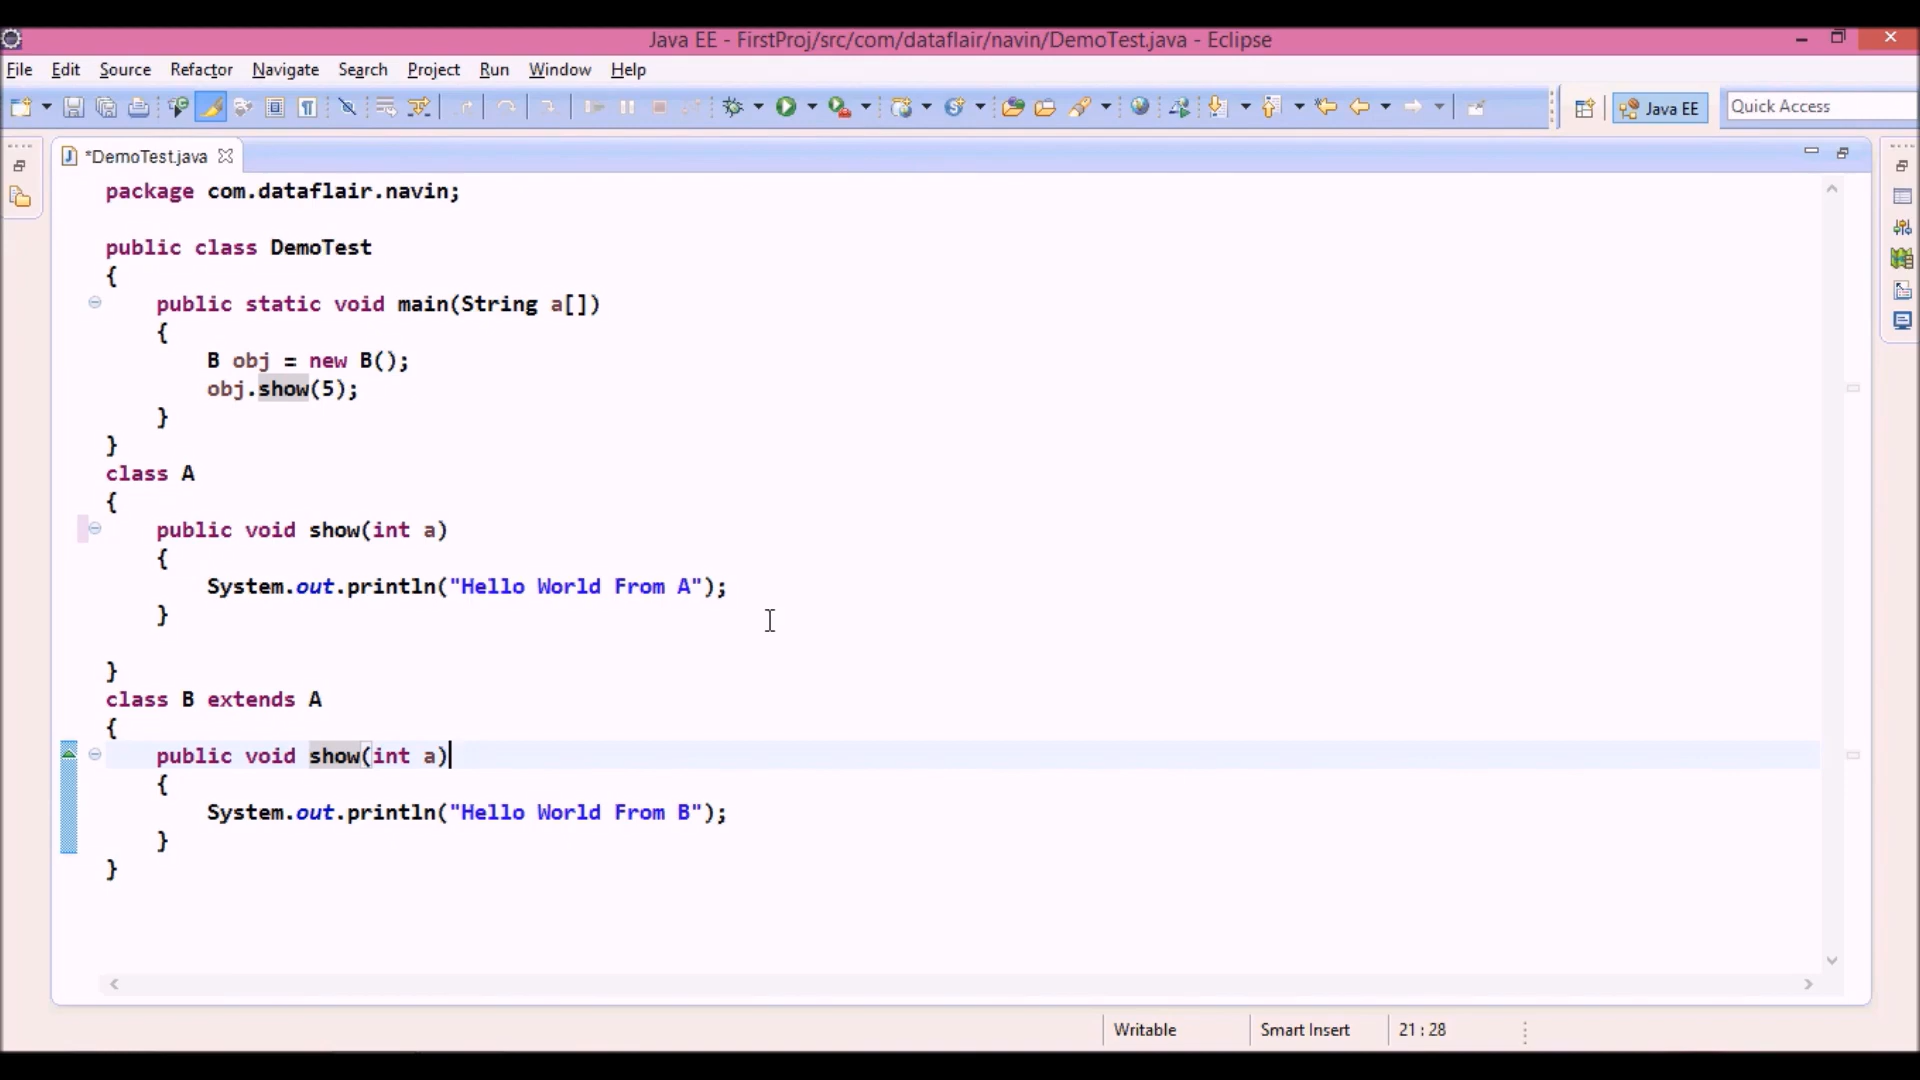 Java EE - FirstProj/src/com/dataflair/navin/DemoTest.java - Eclipse
File Edit Source Refactor Navigate Search Project Run Window Help
Java EE Quick Access
*DemoTest.java
package com.dataflair.navin;
public class DemoTest
{
public static void main(String a[])
{
B obj = new B();
obj.show(5);
}
}
class A
{
public void show(int a)
{
System.out.println("Hello World From A");
}
}
class B extends A
{
public void show(int a)
{
System.out.println("Hello World From B");
}
}
Writable Smart Insert 21 : 28